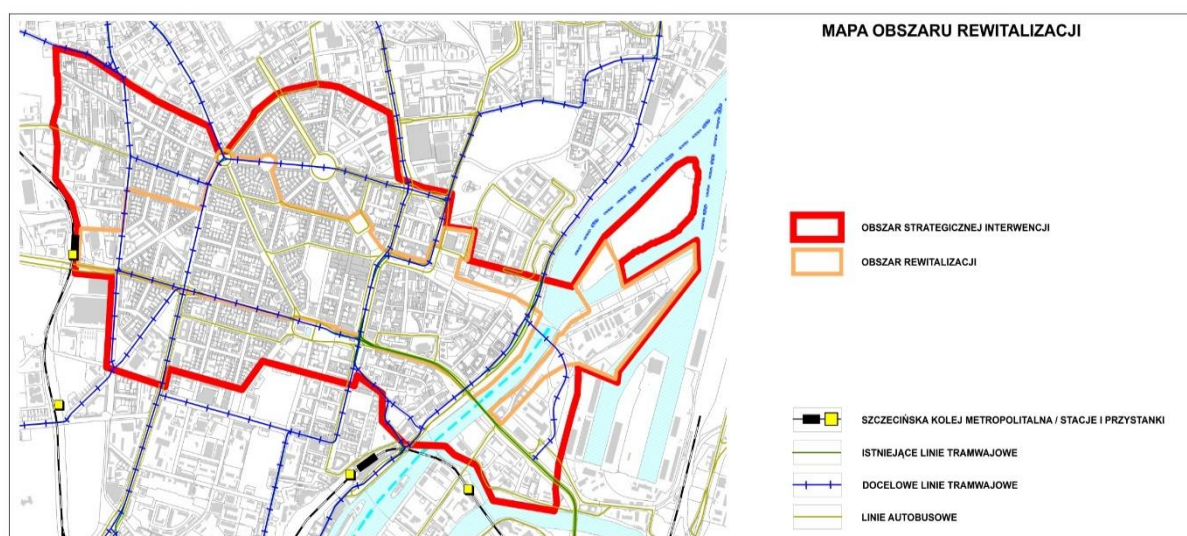 MAPA OBSZARU REWITALIZACJI
OBSZAR STRATEGICZNEJ INTERWENCJI
OBSZAR REWITALIZACJI
SZCZECIŃSKA KOLEJ METROPOLITALNA / STACJE I PRZYSTANKI
ISTNIEJĄCE LINIE TRAMWAJOWE
DOCELOWE LINIE TRAMWAJOWE
LINIE AUTOBUSOWE